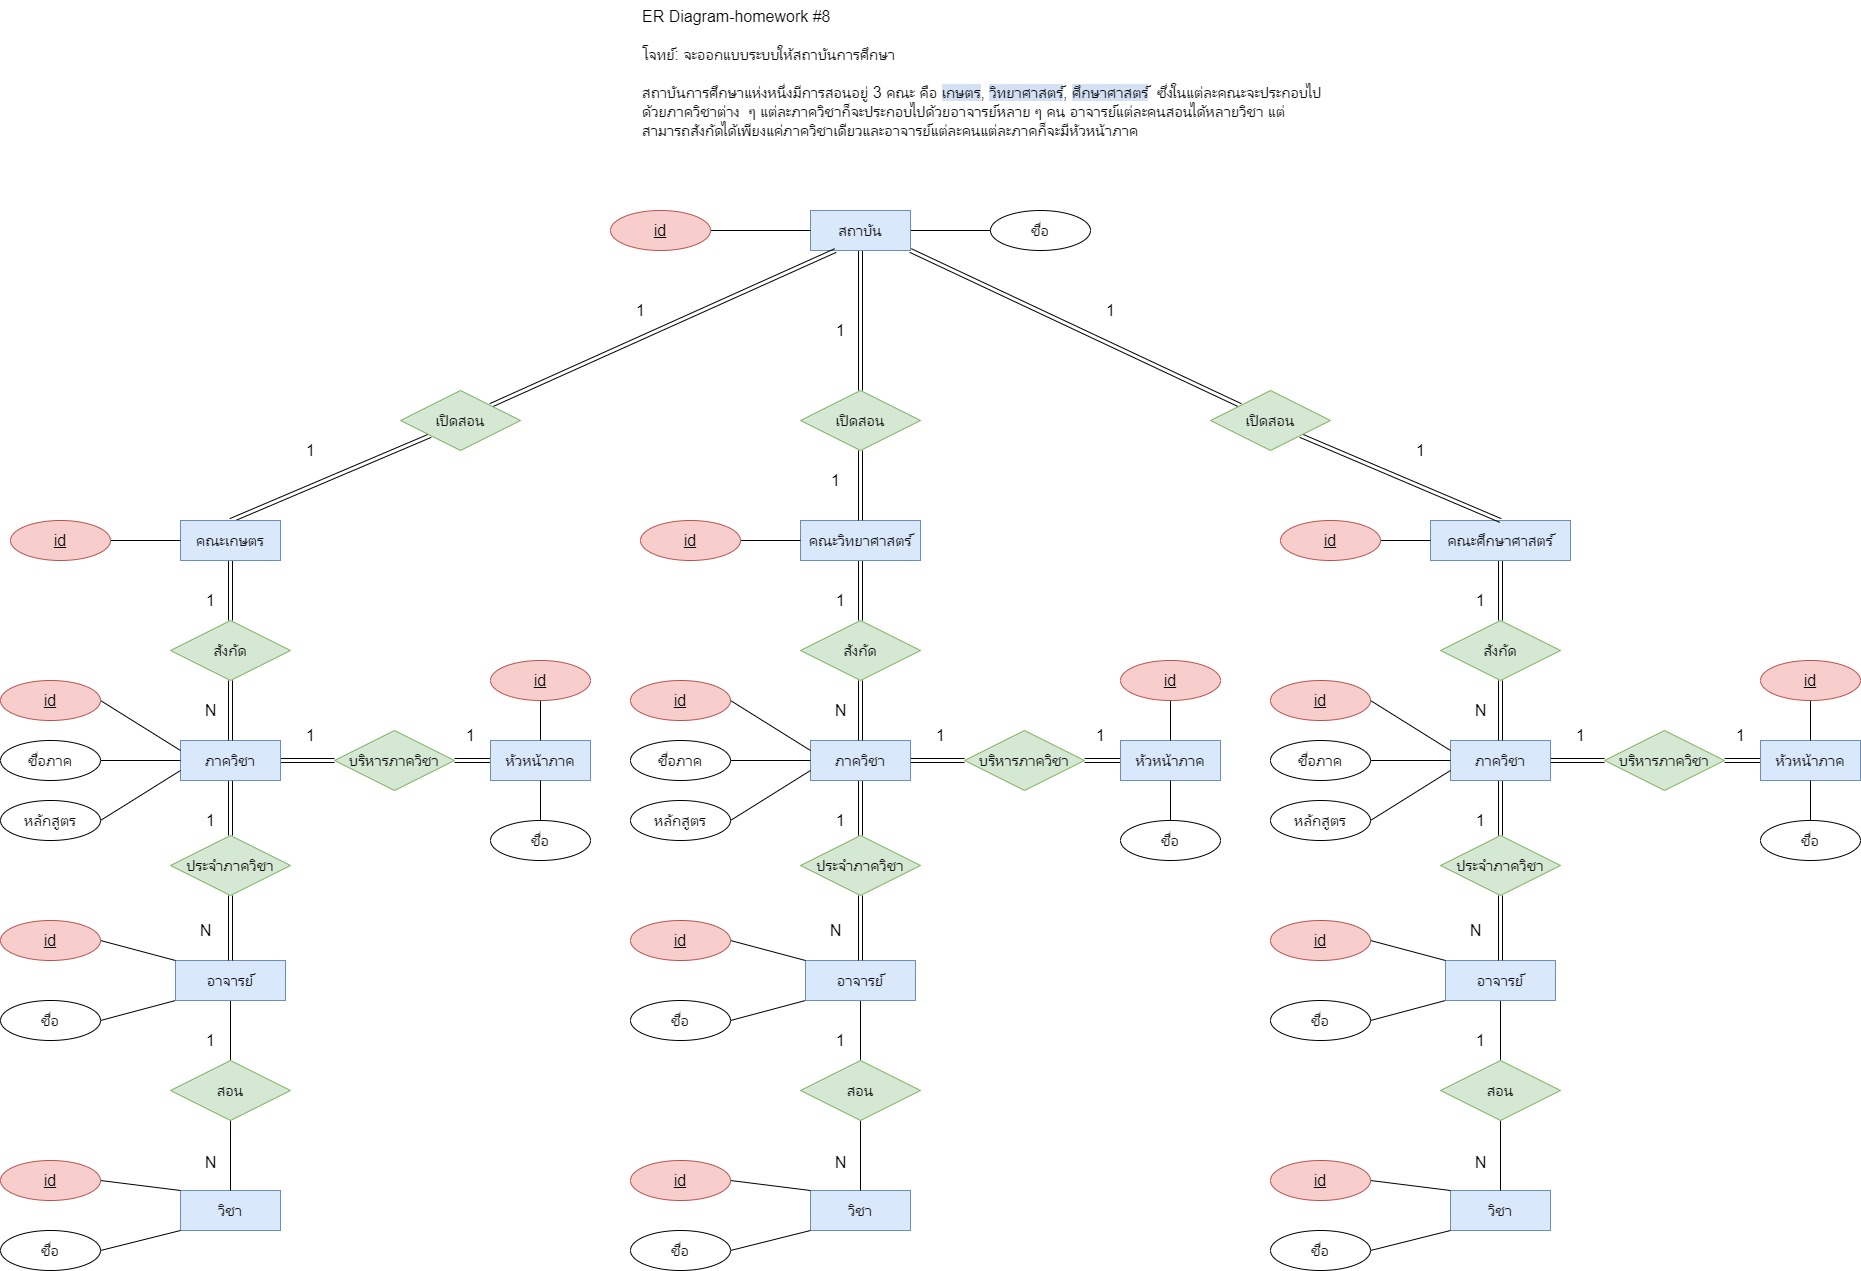 ER Diagram-homework #8
โจทย์: จะออกแบบระบบให้สถาบันการศึกษา
สถาบันการศึกษาแห่งหนึ่งมีการสอนอยู่ 3 คณะ คือ เกษตร, วิทยาศาสตร์, ศึกษาศาสตร์ ซึ่งในแต่ละคณะจะประกอบไป
ด้วยภาควิชาต่าง ๆ แต่ละภาควิชาก็จะประกอบไปด้วยอาจารย์หลาย ๆ คน อาจารย์แต่ละคนสอนได้หลายวิชา แต่
สามารถสังกัดได้เพียงแค่ภาควิชาเดียวและอาจารย์แต่ละคนแต่ละภาคก็จะมีหัวหน้าภาค
id สถาบัน ชื่อ
1 1 1
เปิดสอน เปิดสอน เปิดสอน
1 1 1
id คณะเกษตร id คณะวิทยาศาสตร์ id คณะศึกษาศาสตร์
1 1 1
สังกัด สังกัด สังกัด
id id id id id id
N N N
1 1 1 1 1 1
ชื่อภาค ภาควิชา บริหารภาควิชา หัวหน้าภาค ชื่อภาค ภาควิชา บริหารภาควิชา หัวหน้าภาค ชื่อภาค ภาควิชา บริหารภาควิชา หัวหน้าภาค
หลักสูตร 1 หลักสูตร 1 หลักสูตร 1
ชื่อ ชื่อ ชื่อ
ประจำภาควิชา ประจำภาควิชา ประจำภาควิชา
id N id N id N
อาจารย์ อาจารย์ อาจารย์
ชื่อ ชื่อ ชื่อ
1 1 1
สอน สอน สอน
N N N
id id id
วิชา วิชา วิชา
ชื่อ ชื่อ ชื่อ